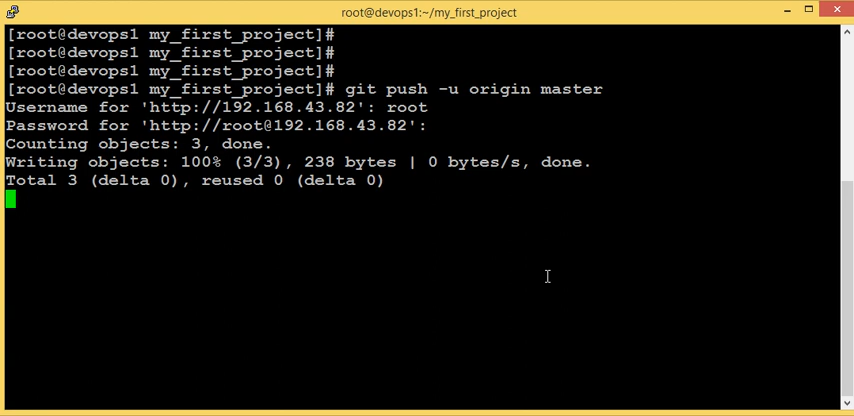 root@devops1:~/my_first_project
[root@devops1 my_first_project]#
[root@devops1 my_first_project]#
[root@devops1 my_first_project]#
[root@devops1 my_first_project]# git push -u origin master
Username for 'http://192.168.43.82': root
Password for 'http://root@192.168.43.82':
Counting objects: 3, done.
Writing objects: 100% (3/3), 238 bytes | 0 bytes/s, done.
Total 3 (delta 0), reused 0 (delta 0)